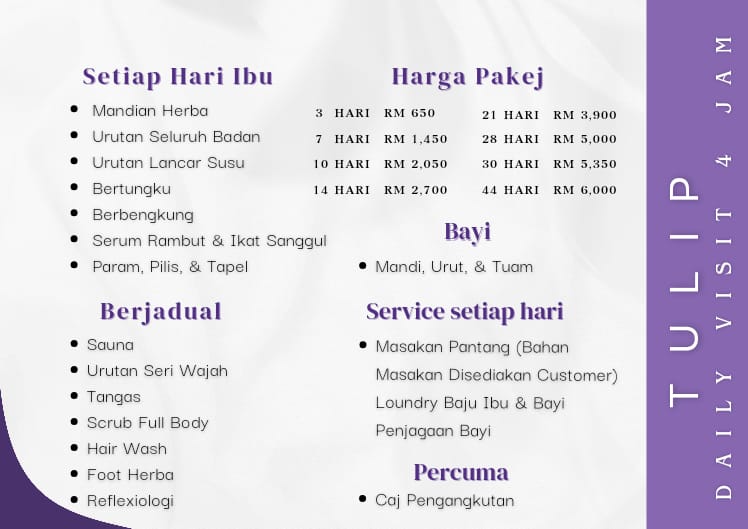 Setiap Hari Ibu
Mandian Herba
Urutan Seluruh Badan
Urutan Lancar Susu
Bertungku
Berbengkung
Serum Rambut & Ikat Sanggul
Param, Pilis, & Tapel
Berjadual
Sauna
Urutan Seri Wajah
Tangas
Scrub Full Body
Hair Wash
Foot Herba
Reflexiologi
Harga Pakej
3 HARI RM 650
7 HARI RM 1,450
10 HARI RM 2,050
14 HARI RM 2,700
21 HARI RM 3,900
28 HARI RM 5,000
30 HARI RM 5,350
44 HARI RM 6,000
Bayi
Mandi, Urut, & Tuam
Service setiap hari
Masakan Pantang (Bahan
Masakan Disediakan Customer)
Loundry Baju Ibu & Bayi
Penjagaan Bayi
Percuma
Caj Pengangkutan
TULIP
DAILY VISIT 4 JAM